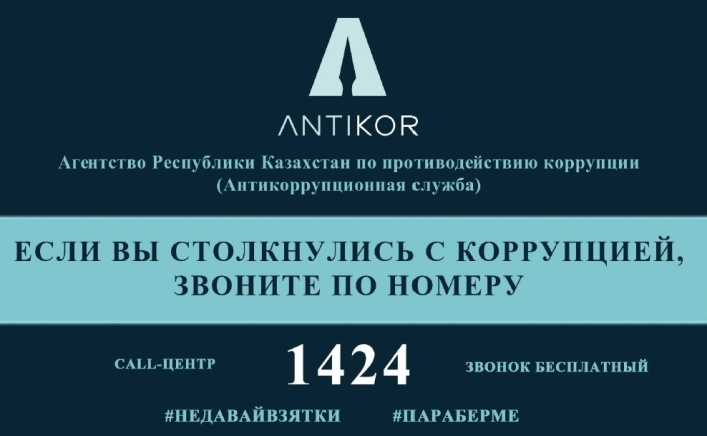 ANTIKOR
Агентство Республики Казахстан по противодействию коррупции
(Антикоррупционная служба)
ЕСЛИ ВЫ СТОЛКНУЛИСЬ С КОРРУПЦИЕЙ,
ЗВОНИТЕ ПО НОМЕРУ
CALL-ЦЕНТР 1424 ЗВОНОК БЕСПЛАТНЫЙ
#НЕДАВАЙВЗЯТКИ #ПАРАБЕРМЕ